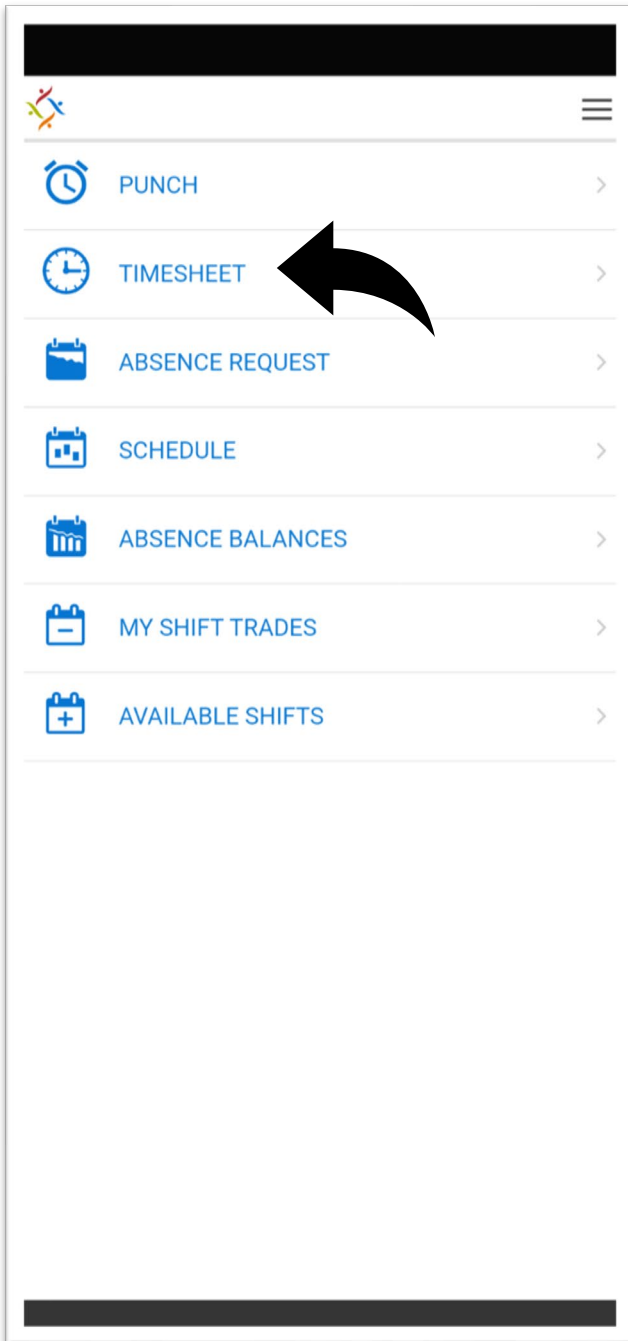 PUNCH
TIMESHEET
ABSENCE REQUEST
SCHEDULE
ABSENCE BALANCES
MY SHIFT TRADES
AVAILABLE SHIFTS